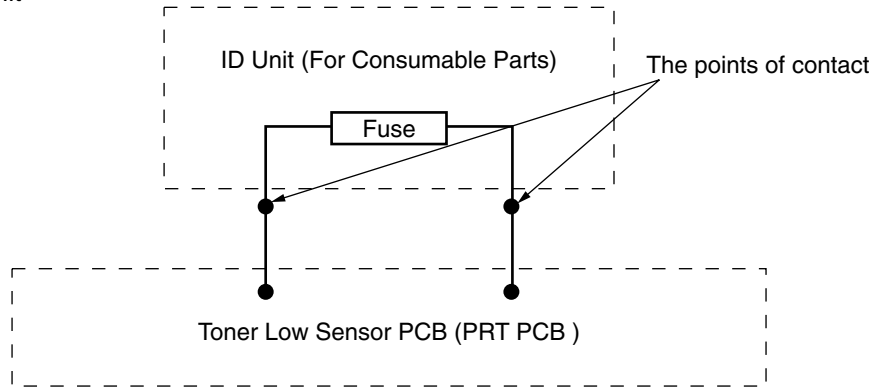 ID Unit (For Consumable Parts)
The points of contact
Fuse
Toner Low Sensor PCB (PRT PCB )